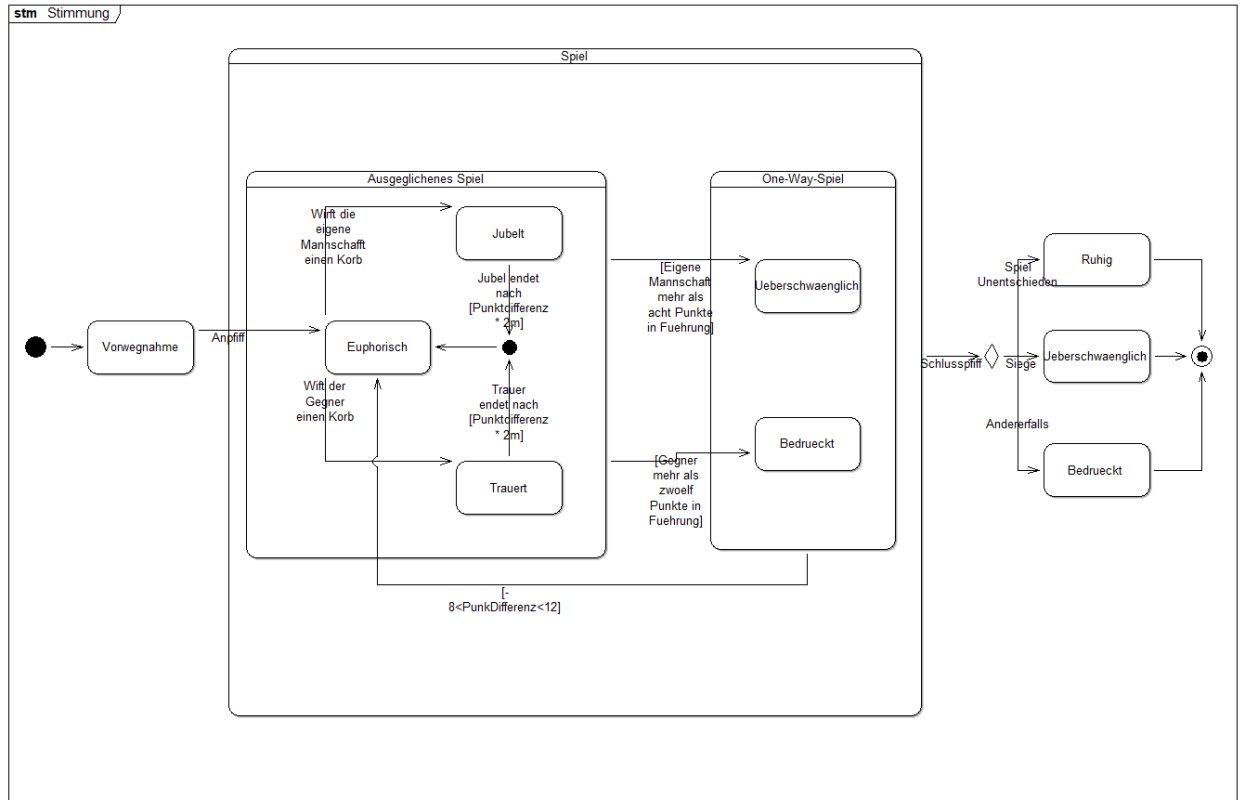 stm Stimmung
Spiel
Ausgeglichenes Spiel
One-Way-Spiel
Wirft die
eigene
Mannschafft
einen Korb
Jubelt
Jubel endet
nach
[Punktdifferenz
* 2m]
Vorwegnahme
Anpfiff
Euphorisch
Wift der
Gegner
einen Korb
Trauer
endet nach
[Punktdifferenz
* 2m]
Trauert
[Eigene
Mannschaft
mehr als
acht Punkte
in Fuehrung]
Ueberschwaenglich
[Gegner
mehr als
zwoelf
Punkte in
Fuehrung]
Bedrueckt
[-
8<PunkDifferenz<12]
Schlusspfiff
Spiel
Unentschieden
Ruhig
Siege
Ueberschwaenglich
Andererfalls
Bedrueckt